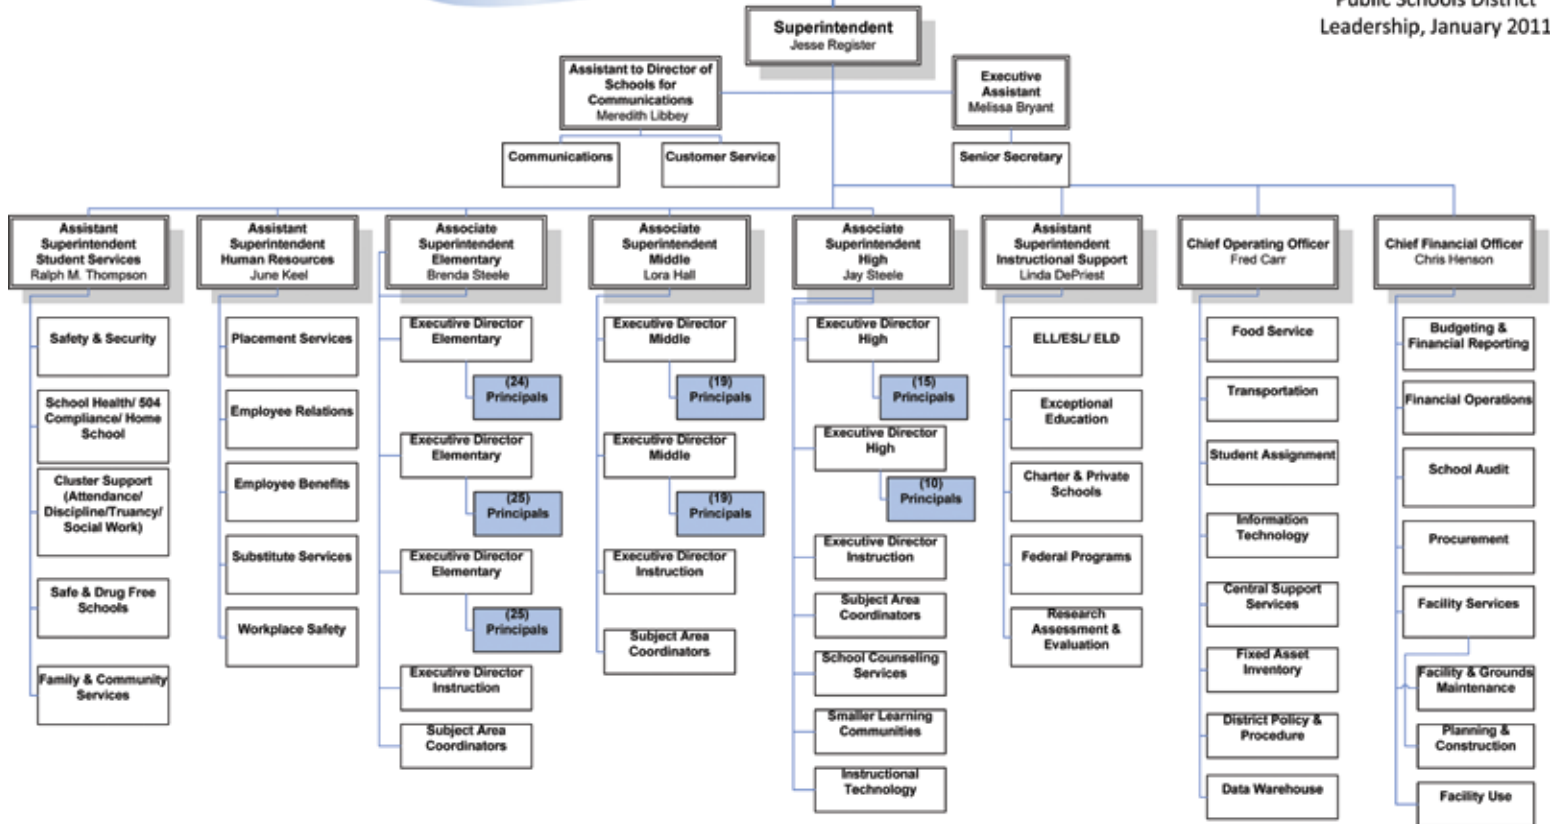 Public Schools District
Leadership, January 2011
Superintendent
Jesse Register
Assistant to Director of
Schools for
Communications
Meredith Libbey
Executive
Assistant
Melissa Bryant
Communications
Customer Service
Senior Secretary
Assistant
Superintendent
Student Services
Ralph M. Thompson
Safety & Security
School Health/ 504
Compliance/ Home
School
Cluster Support
(Attendance/
Discipline/Truancy/
Social Work)
Safe & Drug Free
Schools
Family & Community
Services
Assistant
Superintendent
Human Resources
June Keel
Placement Services
Employee Relations
Employee Benefits
Substitute Services
Workplace Safety
Associate
Superintendent
Elementary
Brenda Steele
Executive Director
Elementary
(24)
Principals
Executive Director
Elementary
(25)
Principals
Executive Director
Elementary
(25)
Principals
Executive Director
Instruction
Subject Area
Coordinators
Associate
Superintendent
Middle
Lora Hall
Executive Director
Middle
(19)
Principals
Executive Director
Middle
(19)
Principals
Executive Director
Instruction
Subject Area
Coordinators
Associate
Superintendent
High
Jay Steele
Executive Director
High
(15)
Principals
Executive Director
High
(10)
Principals
Executive Director
Instruction
Subject Area
Coordinators
School Counseling
Services
Smaller Learning
Communities
Instructional
Technology
Assistant
Superintendent
Instructional Support
Linda DePriest
ELL/ESL/ ELD
Exceptional
Education
Charter & Private
Schools
Federal Programs
Research
Assessment &
Evaluation
Chief Operating Officer
Fred Carr
Food Service
Transportation
Student Assignment
Information
Technology
Central Support
Services
Fixed Asset
Inventory
District Policy &
Procedure
Data Warehouse
Chief Financial Officer
Chris Henson
Budgeting &
Financial Reporting
Financial Operations
School Audit
Procurement
Facility Services
Facility & Grounds
Maintenance
Planning &
Construction
Facility Use